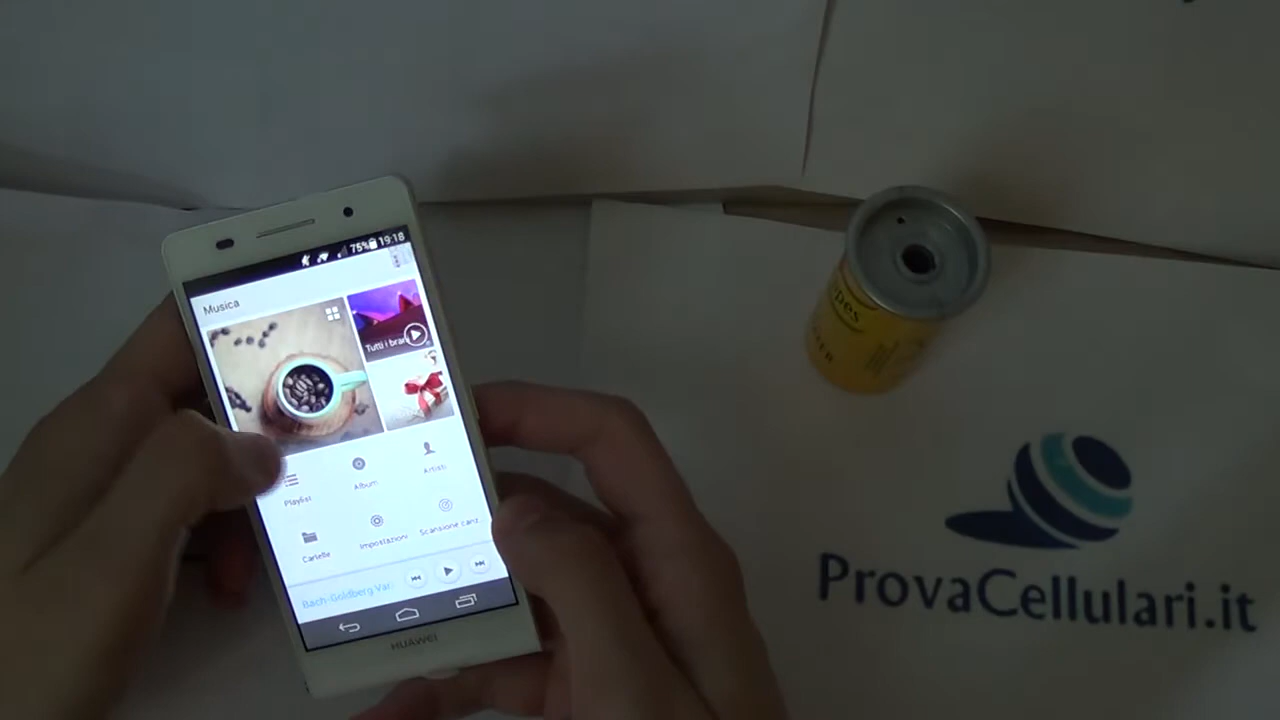 75% 19:18
Musica
Tutti i bra
Playlist
Album
Artisti
Cartelle
Impostazioni
Scansione canz
Bach-Goldberg Var
HUAWEI
pes
ProvaCellulari.it